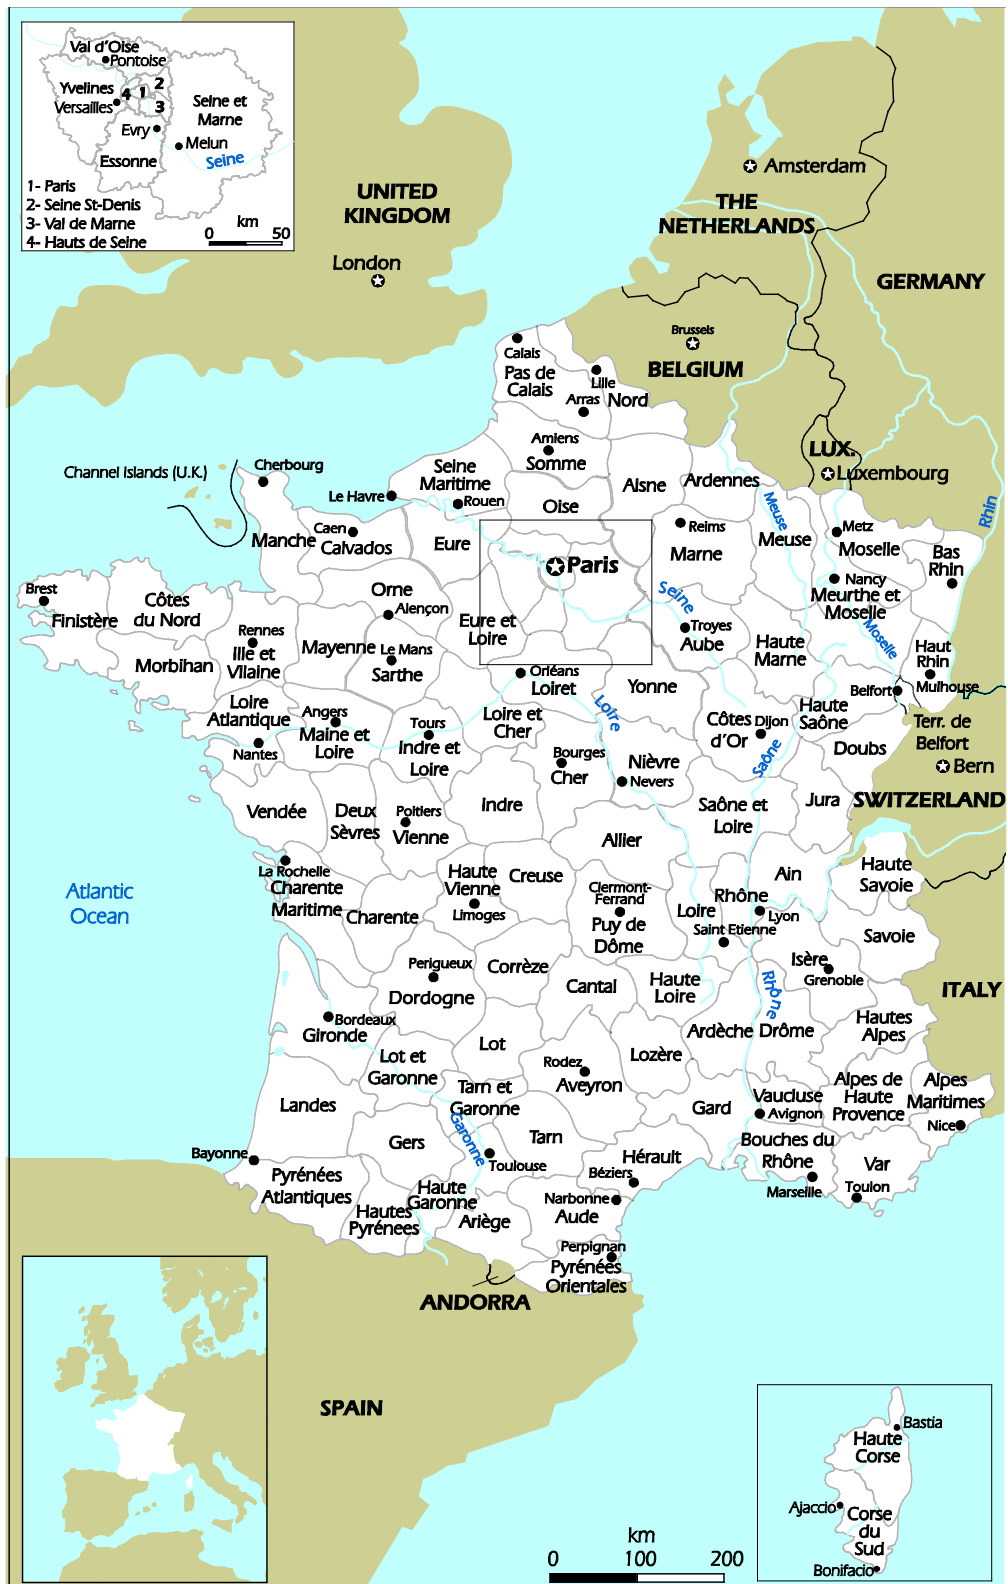 Val d'Oise
Pontoise
Yvelines
Versailles
4
1
2
3
Seine et
Marne
Evry
Melun
Essonne
Seine
1- Paris
2- Seine St-Denis
3- Val de Marne
4- Hauts de Seine
km
0
50
UNITED
KINGDOM
London
Amsterdam
THE
NETHERLANDS
GERMANY
Brussels
BELGIUM
LUX.
Luxembourg
Rhin
Channel Islands (U.K.)
Cherbourg
Calais
Pas de
Calais
Lille
Nord
Arras
Amiens
Somme
Seine
Maritime
Le Havre
Rouen
Oise
Aisne
Ardennes
Meuse
Reims
Marne
Meuse
Metz
Moselle
Bas
Rhin
Nancy
Meurthe et
Moselle
Moselle
Manche
Caen
Calvados
Eure
Paris
Orne
Alençon
Eure et
Loire
Seine
Troyes
Aube
Haute
Marne
Haut
Rhin
Mulhouse
Belfort
Terr. de
Belfort
Bern
SWITZERLAND
Brest
Finistère
Côtes
du Nord
Morbihan
Rennes
Ille et
Vilaine
Mayenne
Le Mans
Sarthe
Orléans
Loiret
Yonne
Loire
Haute
Saône
Loire
Atlantique
Nantes
Angers
Maine et
Loire
Tours
Indre et
Loire
Loire et
Cher
Bourges
Cher
Nièvre
Nevers
Côtes
d'Or
Dijon
Saône
Doubs
Jura
Vendée
Deux
Sèvres
Poitiers
Vienne
Indre
Allier
Saône et
Loire
Ain
Haute
Savoie
Atlantic
Ocean
La Rochelle
Charente
Maritime
Charente
Haute
Vienne
Limoges
Creuse
Clermont-
Ferrand
Puy de
Dôme
Loire
Saint Etienne
Rhône
Lyon
Savoie
Isère
Grenoble
ITALY
Perigueux
Dordogne
Corrèze
Cantal
Haute
Loire
Rhône
Ardèche
Drôme
Hautes
Alpes
Bordeaux
Gironde
Lot et
Garonne
Lot
Rodez
Aveyron
Lozère
Landes
Tarn et
Garonne
Garonne
Gard
Vaucluse
Avignon
Alpes de
Haute
Provence
Alpes
Maritimes
Nice
Bayonne
Pyrénées
Atlantiques
Gers
Toulouse
Tarn
Hérault
Béziers
Bouches du
Rhône
Marseille
Var
Toulon
Hautes
Pyrénees
Haute
Garonne
Ariège
Narbonne
Aude
Perpignan
Pyrénées
Orientales
ANDORRA
SPAIN
Bastia
Haute
Corse
Ajaccio
Corse
du
Sud
Bonifacio
km
0
100
200